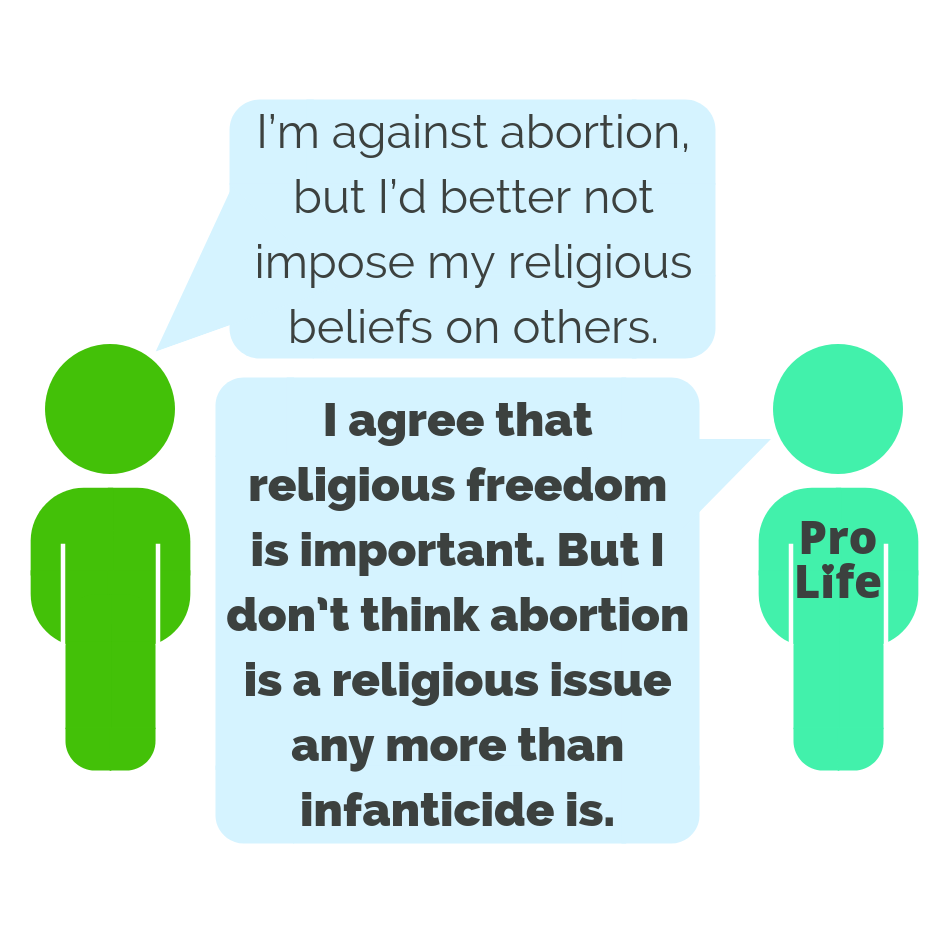 I’m against abortion,
but I’d better not
impose my religious
beliefs on others.
I agree that
religious freedom
is important. But I
don’t think abortion
is a religious issue
any more than
infanticide is.
Pro
Life